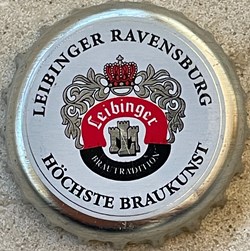 LEIBINGER RAVENSBURG
Leibinger
BRAUTRADITION
HÖCHSTE BRAUKUNST